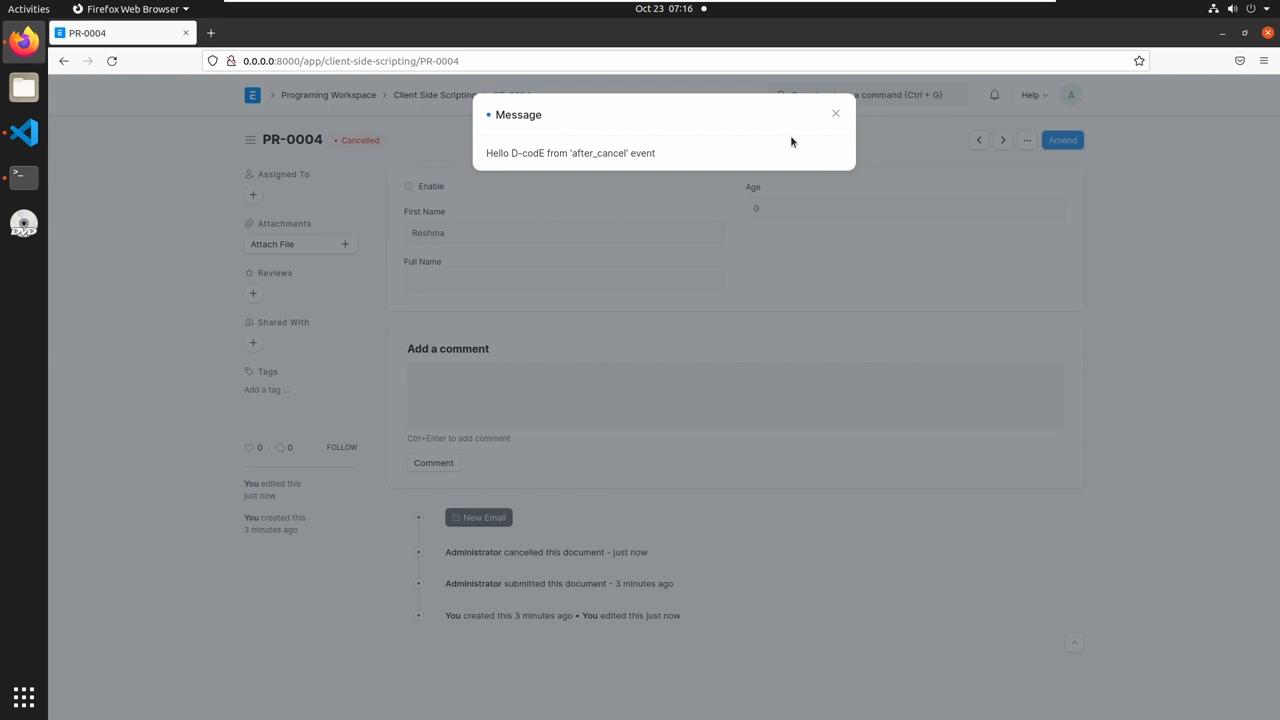 Activities
Firefox Web Browser
Oct 23 07:16
PR-0004
0.0.0.0:8000/app/client-side-scripting/PR-0004
Programing Workspace
Client Side Scripting
a command (Ctrl + G)
Help
A
E
Message
Hello D-codE from 'after_cancel' event
PR-0004
Cancelled
Amend
Assigned To
Attachments
Attach File
Reviews
Shared With
Tags
Add a tag ...
0 · 0
FOLLOW
You edited this
just now
You created this
3 minutes ago
Enable
First Name
Reshma
Full Name
Age
0
Add a comment
Ctrl+Enter to add comment
Comment
New Email
Administrator cancelled this document - just now
Administrator submitted this document - 3 minutes ago
You created this 3 minutes ago • You edited this just now
DVD